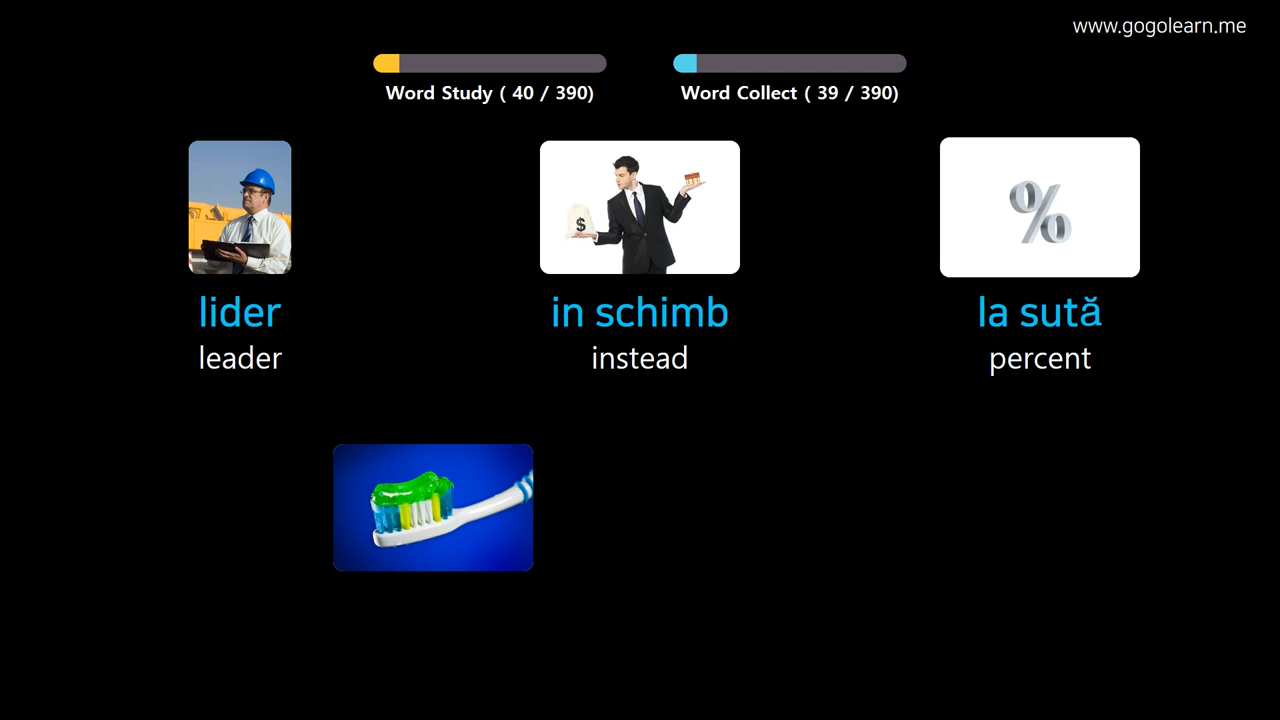 www.gogolearn.me
Word Study ( 40 / 390)
Word Collect ( 39 / 390)
lider
leader
in schimb
instead
$
%
la sută
percent